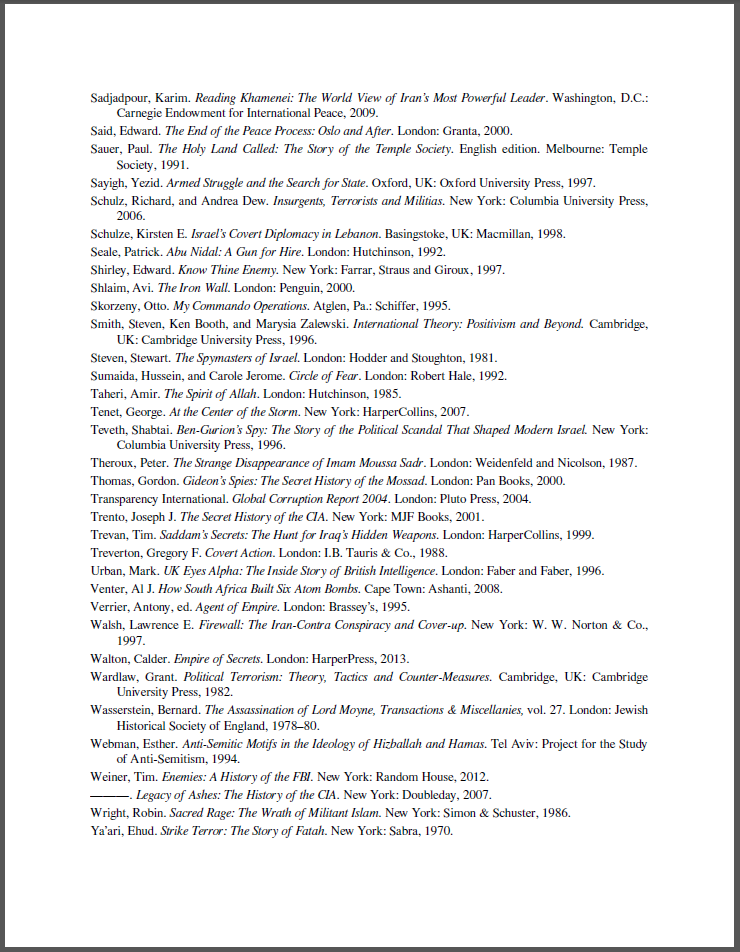 Sadjadpour, Karim. Reading Khamenei: The World View of Iran's Most Powerful Leader. Washington, D.C.:
Carnegie Endowment for International Peace, 2009.
Said, Edward. The End of the Peace Process: Oslo and After. London: Granta, 2000.
Sauer, Paul. The Holy Land Called: The Story of the Temple Society. English edition. Melbourne: Temple
Society, 1991.
Sayigh, Yezid. Armed Struggle and the Search for State. Oxford, UK: Oxford University Press, 1997.
Schulz, Richard, and Andrea Dew. Insurgents, Terrorists and Militias. New York: Columbia University Press,
2006.
Schulze, Kirsten E. Israel's Covert Diplomacy in Lebanon. Basingstoke, UK: Macmillan, 1998.
Seale, Patrick. Abu Nidal: A Gun for Hire. London: Hutchinson, 1992.
Shirley, Edward. Know Thine Enemy. New York: Farrar, Straus and Giroux, 1997.
Shlaim, Avi. The Iron Wall. London: Penguin, 2000.
Skorzeny, Otto. My Commando Operations. Atglen, Pa.: Schiffer, 1995.
Smith, Steven, Ken Booth, and Marysia Zalewski. International Theory: Positivism and Beyond. Cambridge,
UK: Cambridge University Press, 1996.
Steven, Stewart. The Spymasters of Israel. London: Hodder and Stoughton, 1981.
Sumaida, Hussein, and Carole Jerome. Circle of Fear. London: Robert Hale, 1992.
Taheri, Amir. The Spirit of Allah. London: Hutchinson, 1985.
Tenet, George. At the Center of the Storm. New York: HarperCollins, 2007.
Teveth, Shabtai. Ben-Gurion's Spy: The Story of the Political Scandal That Shaped Modern Israel. New York:
Columbia University Press, 1996.
Theroux, Peter. The Strange Disappearance of Imam Moussa Sadr. London: Weidenfeld and Nicolson, 1987.
Thomas, Gordon. Gideon's Spies: The Secret History of the Mossad. London: Pan Books, 2000.
Transparency International. Global Corruption Report 2004. London: Pluto Press, 2004.
Trento, Joseph J. The Secret History of the CIA. New York: MJF Books, 2001.
Trevan, Tim. Saddam's Secrets: The Hunt for Iraq's Hidden Weapons. London: HarperCollins, 1999.
Treverton, Gregory F. Covert Action. London: I.B. Tauris & Co., 1988.
Urban, Mark. UK Eyes Alpha: The Inside Story of British Intelligence. London: Faber and Faber, 1996.
Venter, Al J. How South Africa Built Six Atom Bombs. Cape Town: Ashanti, 2008.
Verrier, Antony, ed. Agent of Empire. London: Brassey's, 1995.
Walsh, Lawrence E. Firewall: The Iran-Contra Conspiracy and Cover-up. New York: W. W. Norton & Co.,
1997.
Walton, Calder. Empire of Secrets. London: HarperPress, 2013.
Wardlaw, Grant. Political Terrorism: Theory, Tactics and Counter-Measures. Cambridge, UK: Cambridge
University Press, 1982.
Wasserstein, Bernard. The Assassination of Lord Moyne, Transactions & Miscellanies, vol. 27. London: Jewish
Historical Society of England, 1978–80.
Webman, Esther. Anti-Semitic Motifs in the Ideology of Hizballah and Hamas. Tel Aviv: Project for the Study
of Anti-Semitism, 1994.
Weiner, Tim. Enemies: A History of the FBI. New York: Random House, 2012.
———. Legacy of Ashes: The History of the CIA. New York: Doubleday, 2007.
Wright, Robin. Sacred Rage: The Wrath of Militant Islam. New York: Simon & Schuster, 1986.
Ya'ari, Ehud. Strike Terror: The Story of Fatah. New York: Sabra, 1970.